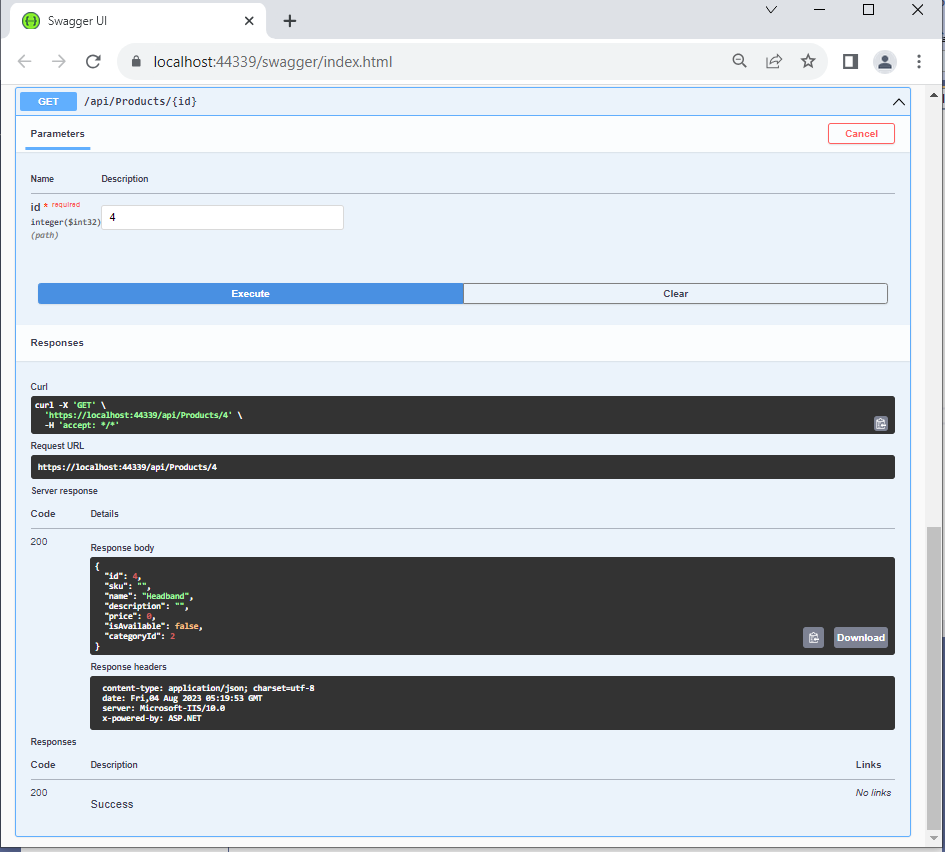 Swagger UI
localhost:44339/swagger/index.html
GET /api/Products/{id}
Parameters
Cancel
Name Description
id * required
integer($int32)
(path)
4
Execute Clear
Responses
Curl
curl -X 'GET' \
'https://localhost:44339/api/Products/4' \
-H 'accept: */*'
Request URL
https://localhost:44339/api/Products/4
Server response
Code Details
200
Response body
{
"id": 4,
"sku": "",
"name": "Headband",
"description": "",
"price": 0,
"isAvailable": false,
"categoryId": 2
}
Download
Response headers
content-type: application/json; charset=utf-8
date: Fri,04 Aug 2023 05:19:53 GMT
server: Microsoft-IIS/10.0
x-powered-by: ASP.NET
Responses
Code Description Links
200 No links
Success